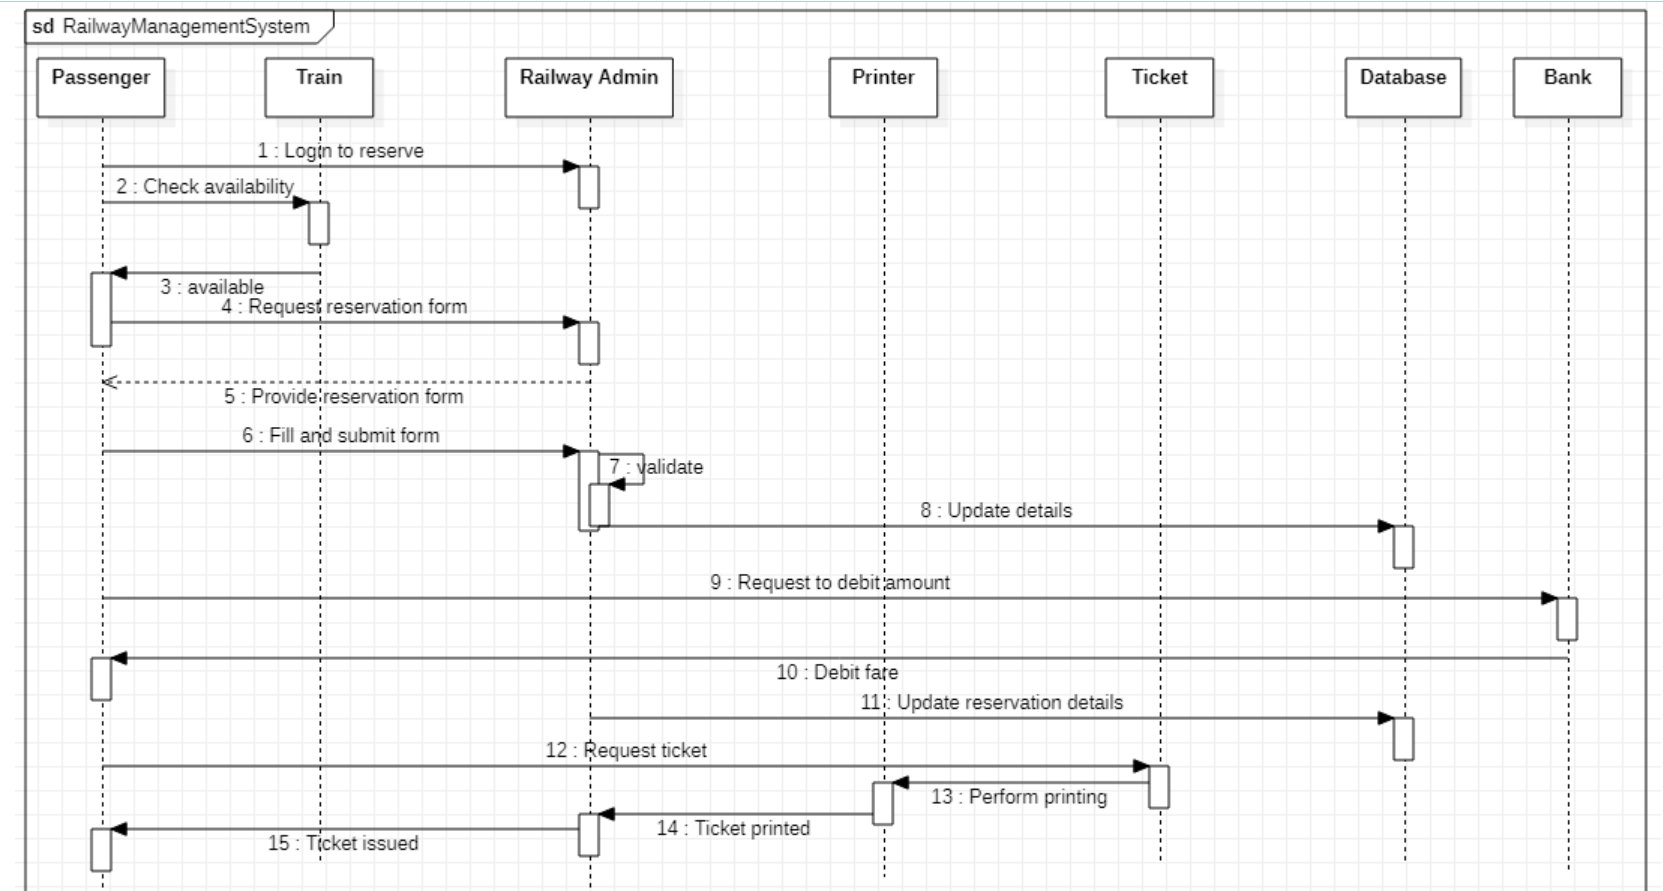 sd RailwayManagementSystem
Passenger
Train
Railway Admin
Printer
Ticket
Database
Bank
1 : Login to reserve
2 : Check availability
3 : available
4 : Request reservation form
5 : Provide reservation form
6 : Fill and submit form
7 : validate
8 : Update details
9 : Request to debit amount
10 : Debit fare
11 : Update reservation details
12 : Request ticket
13 : Perform printing
14 : Ticket printed
15 : Ticket issued